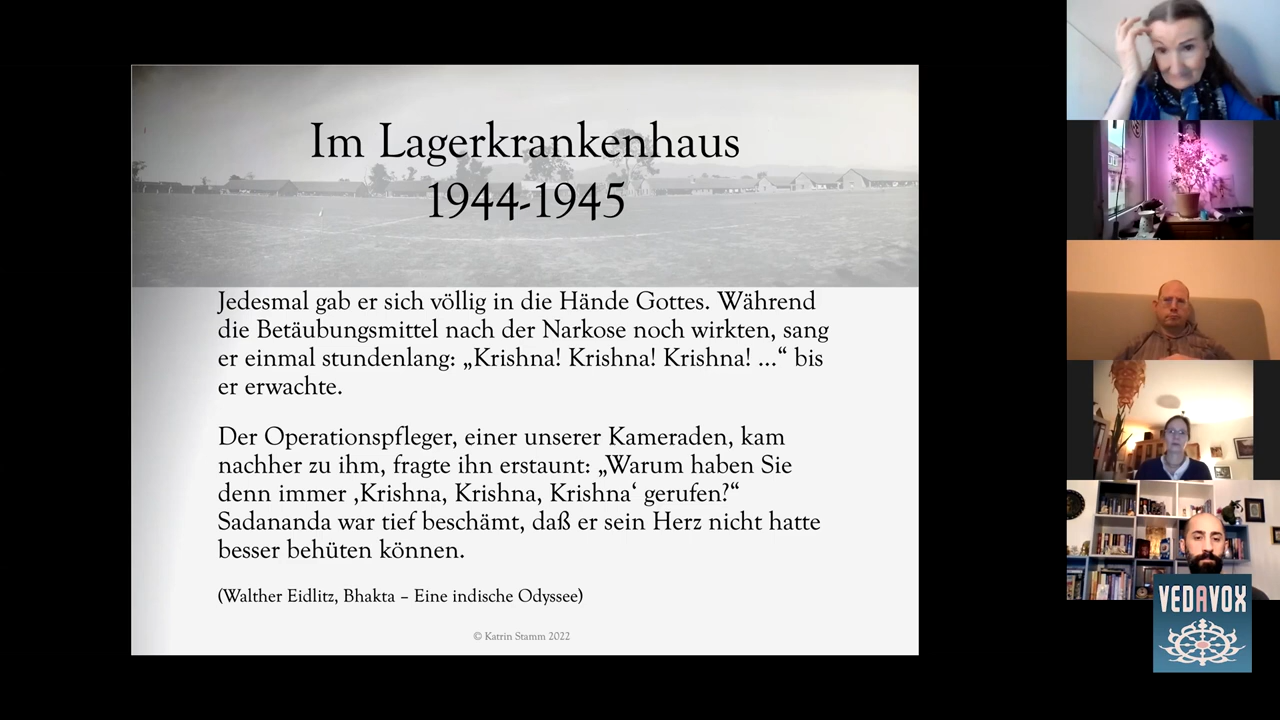 Im Lagerkrankenhaus
1944-1945
Jedesmal gab er sich völlig in die Hände Gottes. Während
die Betäubungsmittel nach der Narkose noch wirkten, sang
er einmal stundenlang: „Krishna! Krishna! Krishna! ...“ bis
er erwachte.
Der Operationspfleger, einer unserer Kameraden, kam
nachher zu ihm, fragte ihn erstaunt: „Warum haben Sie
denn immer ‚Krishna, Krishna, Krishna‘ gerufen?“
Sadananda war tief beschämt, daß er sein Herz nicht hatte
besser behüten können.
(Walther Eidlitz, Bhakta – Eine indische Odyssee)
© Katrin Stamm 2022
VEDAVOX